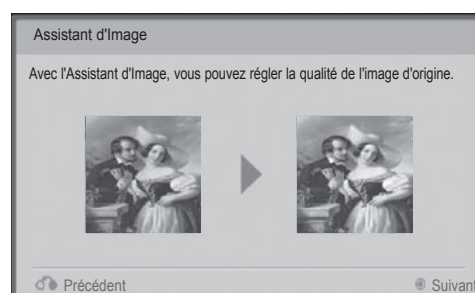 Assistant d'Image
Avec l'Assistant d'Image, vous pouvez régler la qualité de l'image d'origine.
Précédent
Suivant